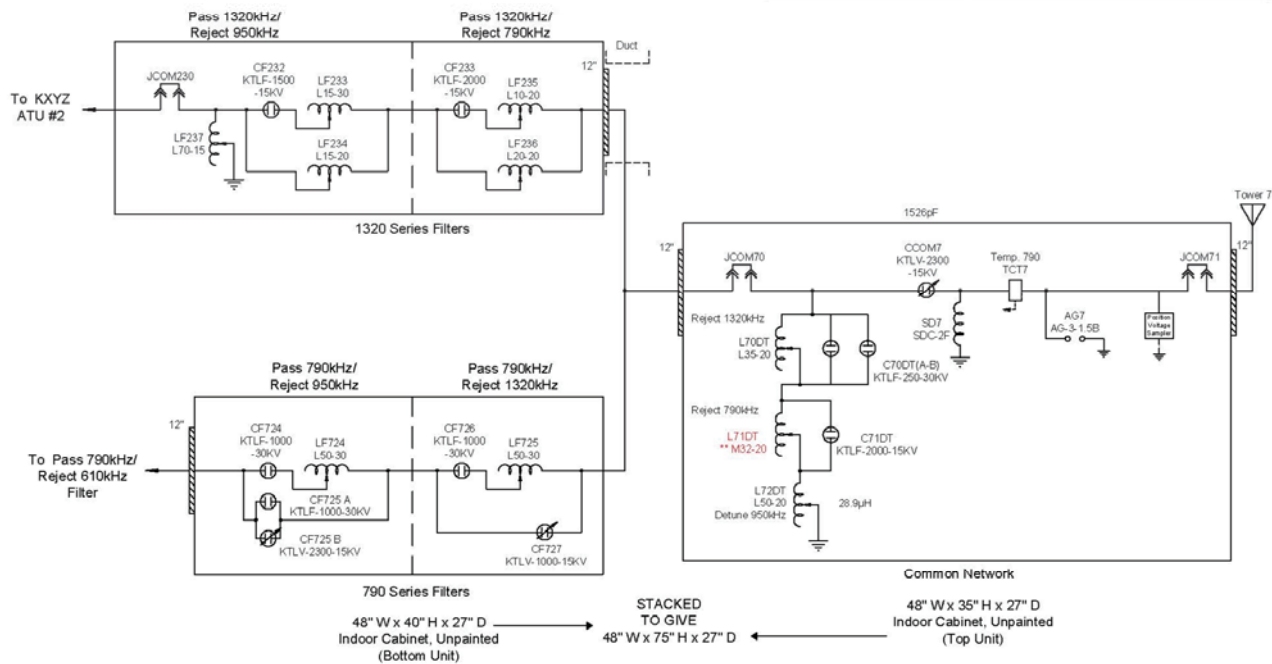 Pass 1320kHz/
Reject 950kHz
Pass 1320kHz/
Reject 790kHz
Duct
12"
JCOM230
CF232
KTLF-1500
-15KV
LF233
L15-30
CF233
KTLF-2000
-15KV
LF235
L10-20
To KXYZ
ATU #2
LF237
L70-15
LF234
L15-20
LF236
L20-20
1320 Series Filters
1526pF
Tower 7
12"
JCOM70
CCOM7
KTLV-2300
-15KV
Temp. 790
TCT7
JCOM71
12"
Reject 1320kHz
L70DT
L35-20
C70DT(A-B)
KTLF-250-30KV
SD7
SDC-2F
AG7
AG-3-1.5B
Position
Voltage
Sampler
Reject 790kHz
L71DT
** M32-20
C71DT
KTLF-2000-15KV
L72DT
L50-20
Detune 950kHz
28.9µH
Common Network
Pass 790kHz/
Reject 950kHz
Pass 790kHz/
Reject 1320kHz
12"
CF724
KTLF-1000
-30KV
LF724
L50-30
CF726
KTLF-1000
-30KV
LF725
L50-30
To Pass 790kHz/
Reject 610kHz
Filter
CF725 A
KTLF-1000-30KV
CF725 B
KTLV-2300-15KV
CF727
KTLV-1000-15KV
790 Series Filters
48" W x 40" H x 27" D
Indoor Cabinet, Unpainted
(Bottom Unit)
STACKED
TO GIVE
48" W x 75" H x 27" D
48" W x 35" H x 27" D
Indoor Cabinet, Unpainted
(Top Unit)